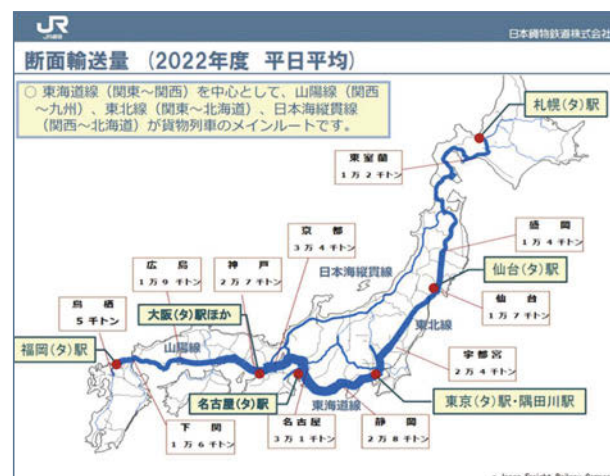 JR
JR貨物
日本貨物鉄道株式会社
断面輸送量 (2022年度 平日平均)
○ 東海道線(関東～関西)を中心として、山陽線(関西
～九州)、東北線(関東～北海道)、日本海縦貫線
(関西～北海道)が貨物列車のメインルートです。
札幌(タ)駅
東室蘭
1万2千トン
盛岡
1万4千トン
京都
3万4千トン
日本海縦貫線
仙台(タ)駅
広島
1万9千トン
神戸
2万7千トン
仙台
1万7千トン
鳥栖
5千トン
大阪(タ)駅ほか
東北線
福岡(タ)駅
山陽線
宇都宮
2万4千トン
名古屋(タ)駅
東海道線
東京(タ)駅・隅田川駅
下関
1万6千トン
名古屋
3万1千トン
静岡
2万8千トン